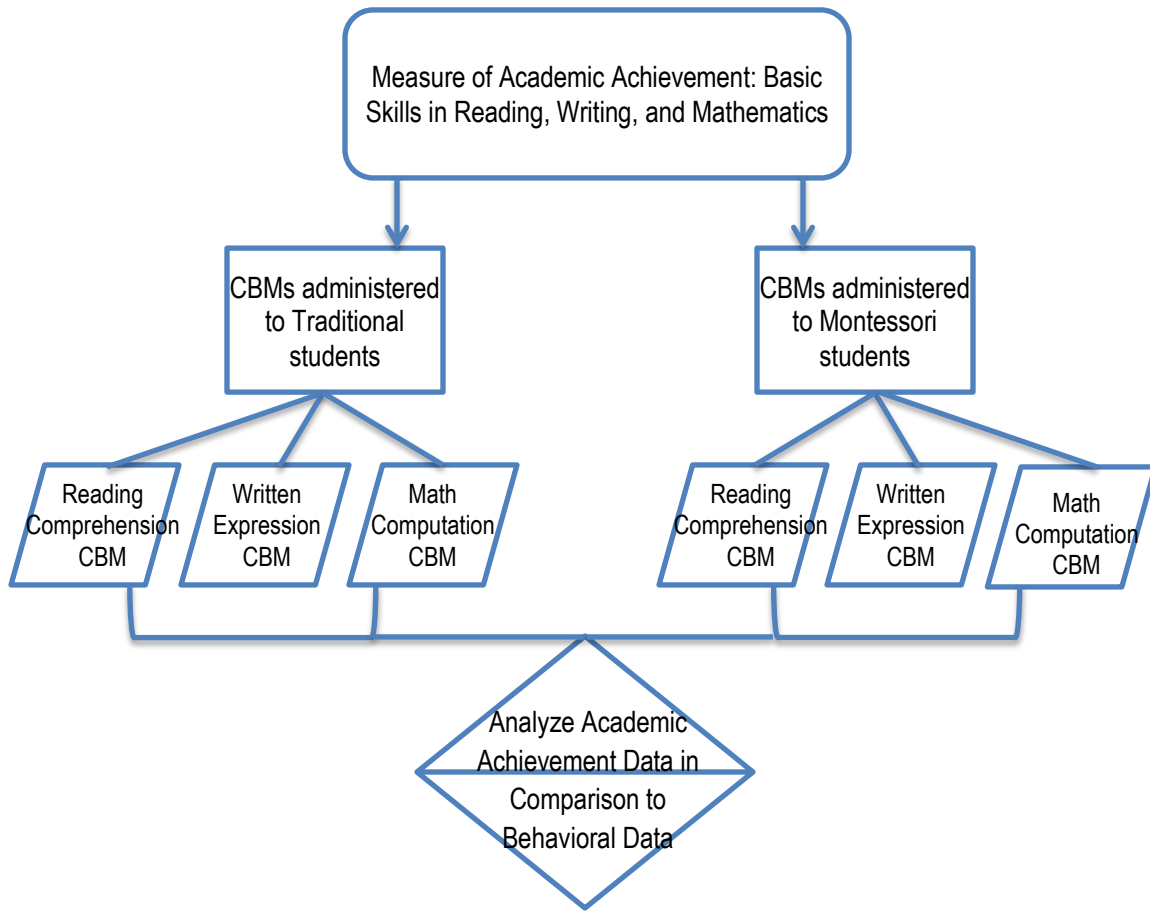 Measure of Academic Achievement: Basic
Skills in Reading, Writing, and Mathematics
CBMs administered
to Traditional
students
CBMs administered
to Montessori
students
Reading
Comprehension
CBM
Written
Expression
CBM
Math
Computation
CBM
Reading
Comprehension
CBM
Written
Expression
CBM
Math
Computation
CBM
Analyze Academic
Achievement Data in
Comparison to
Behavioral Data